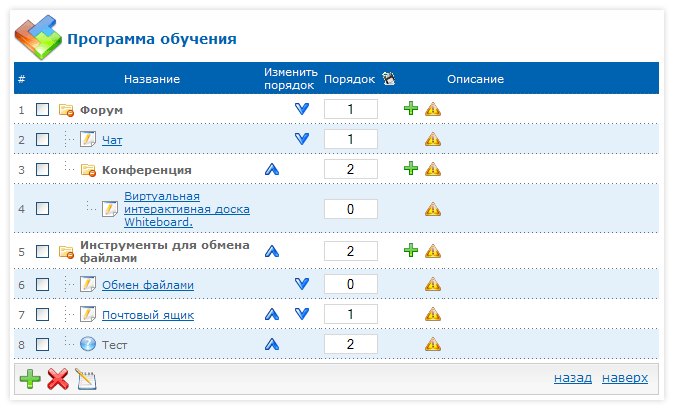 Программа обучения
# Название Изменить порядок Порядок Описание
1 Форум 1
2 Чат 1
3 Конференция 2
4 Виртуальная
интерактивная доска
Whiteboard. 0
5 Инструменты для обмена
файлами 2
6 Обмен файлами 0
7 Почтовый ящик 1
8 Тест 2
назад наверх